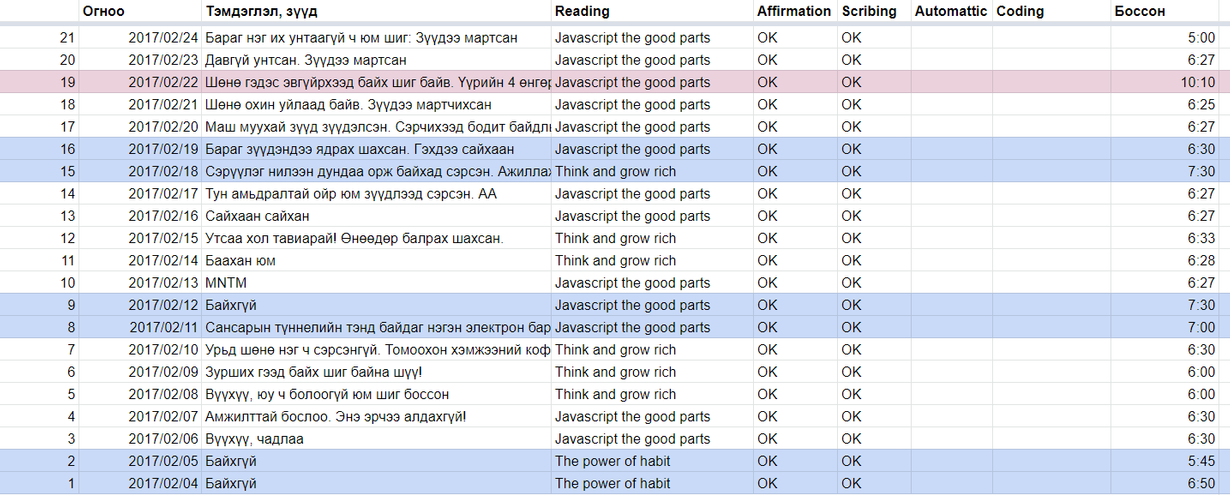 Огноо Тэмдэглэл, зүүд Reading Affirmation Scribing Automattic Coding Боссон
21 2017/02/24 Бараг нэг их унтаагүй ч юм шиг: Зүүдээ мартсан Javascript the good parts OK OK 5:00
20 2017/02/23 Давгүй унтсан. Зүүдээ мартсан Javascript the good parts OK OK 6:27
19 2017/02/22 Шөнө гэдэс эвгүйрхээд байх шиг байв. Үүрийн 4 өнгөр Javascript the good parts OK OK 10:10
18 2017/02/21 Шөнө охин уйлаад байв. Зүүдээ мартчихсан Javascript the good parts OK OK 6:25
17 2017/02/20 Маш муухай зүүд зүүдэлсэн. Сэрчихээд бодит байдл Javascript the good parts OK OK 6:27
16 2017/02/19 Бараг зүүдэндээ ядрах шахсан. Гэхдээ сайхан Javascript the good parts OK OK 6:30
15 2017/02/18 Сэрүүлэг нилээн дундаа орж байхад сэрсэн. Ажиллах Think and grow rich OK OK 7:30
14 2017/02/17 Тун амьдралтай ойр юм зүүдлээд сэрсэн. АА Javascript the good parts OK OK 6:27
13 2017/02/16 Сайхаан сайхан Javascript the good parts OK OK 6:27
12 2017/02/15 Утсаа хол тавиарай! Өнөөдөр балрах шахсан. Think and grow rich OK OK 6:33
11 2017/02/14 Баахан юм Think and grow rich OK OK 6:28
10 2017/02/13 MNTM Javascript the good parts OK OK 6:27
9 2017/02/12 Байхгүй Javascript the good parts OK OK 7:30
8 2017/02/11 Сансарын түннелийн тэнд байдаг нэгэн электрон бар Javascript the good parts OK OK 7:00
7 2017/02/10 Урьд шөнө нэг ч сэрсэнгүй. Томоохон хэмжээний коф Think and grow rich OK OK 6:30
6 2017/02/09 Зурших гээд байх шиг байна шүү! Think and grow rich OK OK 6:00
5 2017/02/08 Вүүхүү, юу ч болоогүй юм шиг боссон Think and grow rich OK OK 6:00
4 2017/02/07 Амжилттай бослоо. Энэ эрчээ алдахгүй! Javascript the good parts OK OK 6:30
3 2017/02/06 Вүүхүү, чадлаа Javascript the good parts OK OK 6:30
2 2017/02/05 Байхгүй The power of habit OK OK 5:45
1 2017/02/04 Байхгүй The power of habit OK OK 6:50